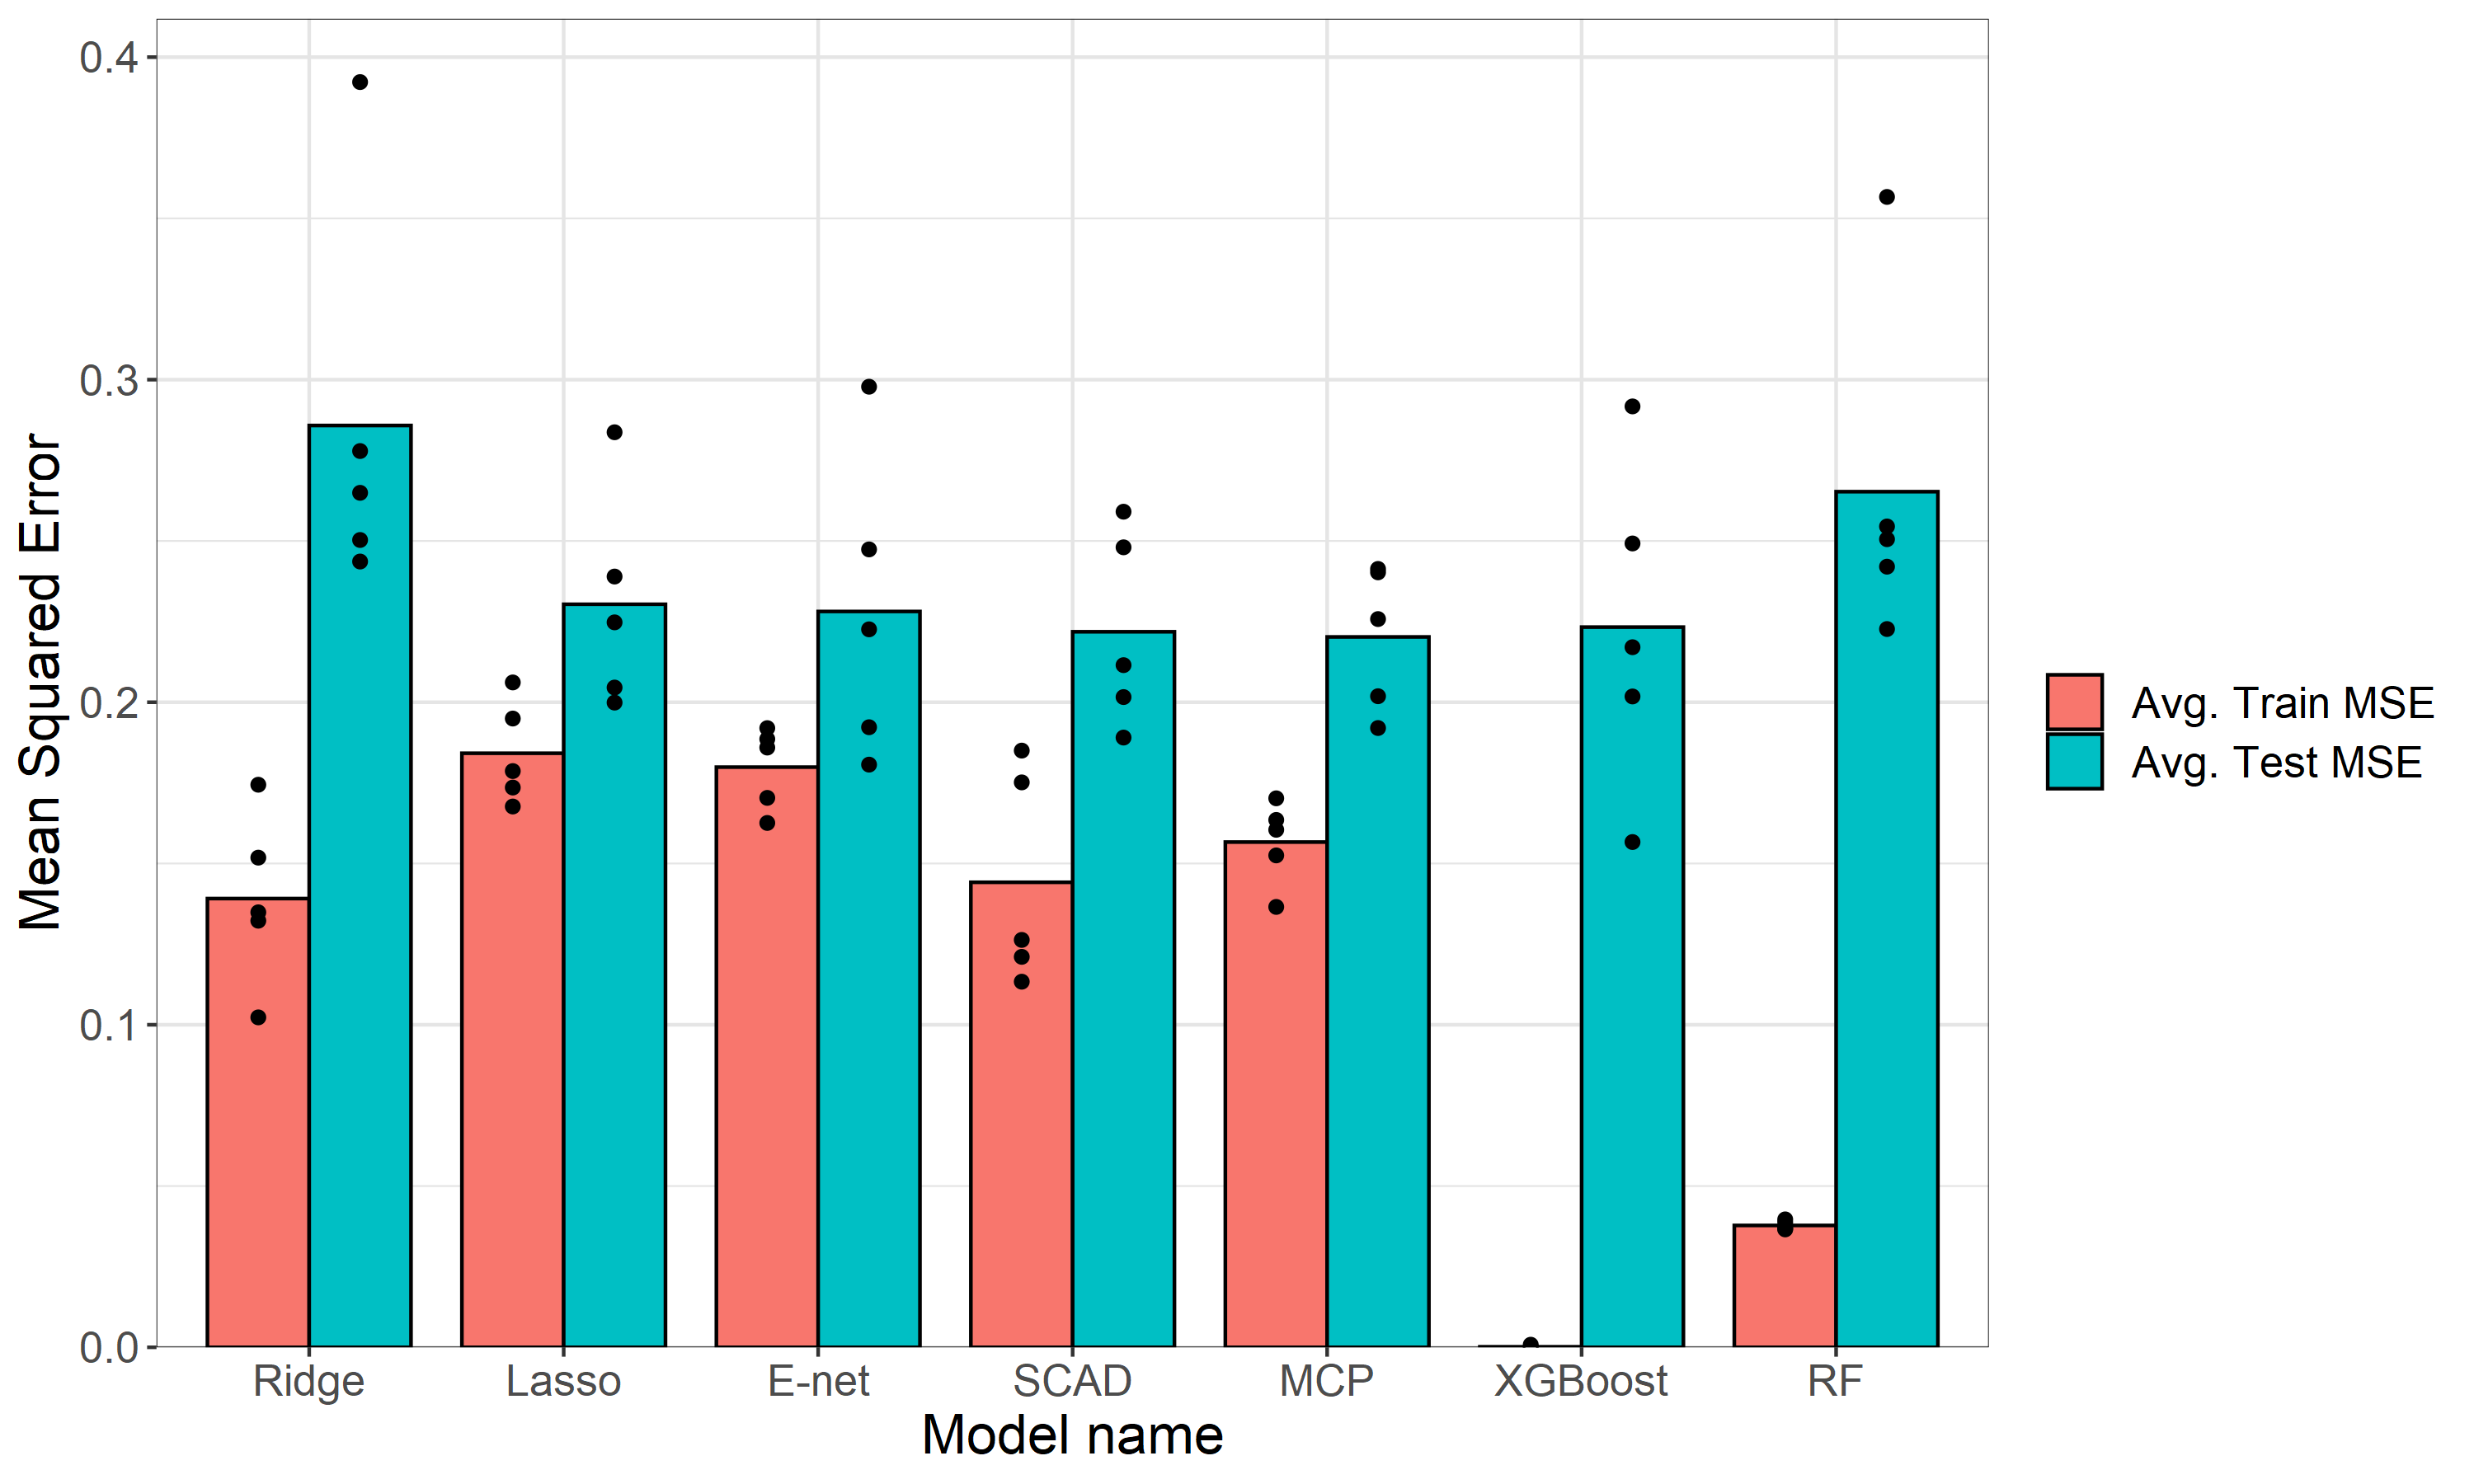 Mean Squared Error
0.4
0.3
0.2
0.1
0.0
Ridge
Lasso
E-net
SCAD
MCP
XGBoost
RF
Model name
Avg. Train MSE
Avg. Test MSE